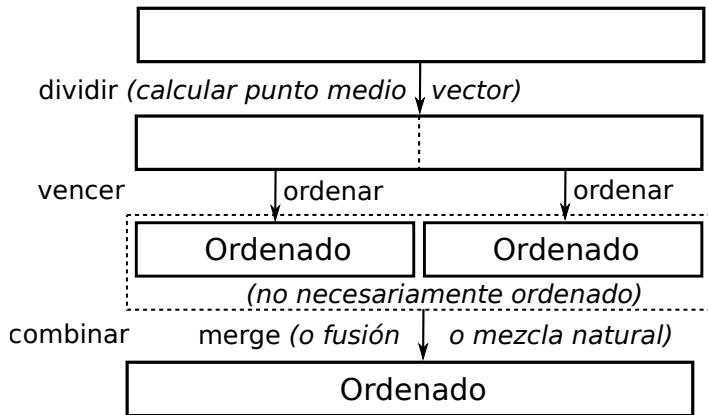 dividir (calcular punto medio vector)
vencer ordenar ordenar
Ordenado Ordenado
(no necesariamente ordenado)
combinar merge (o fusión o mezcla natural)
Ordenado